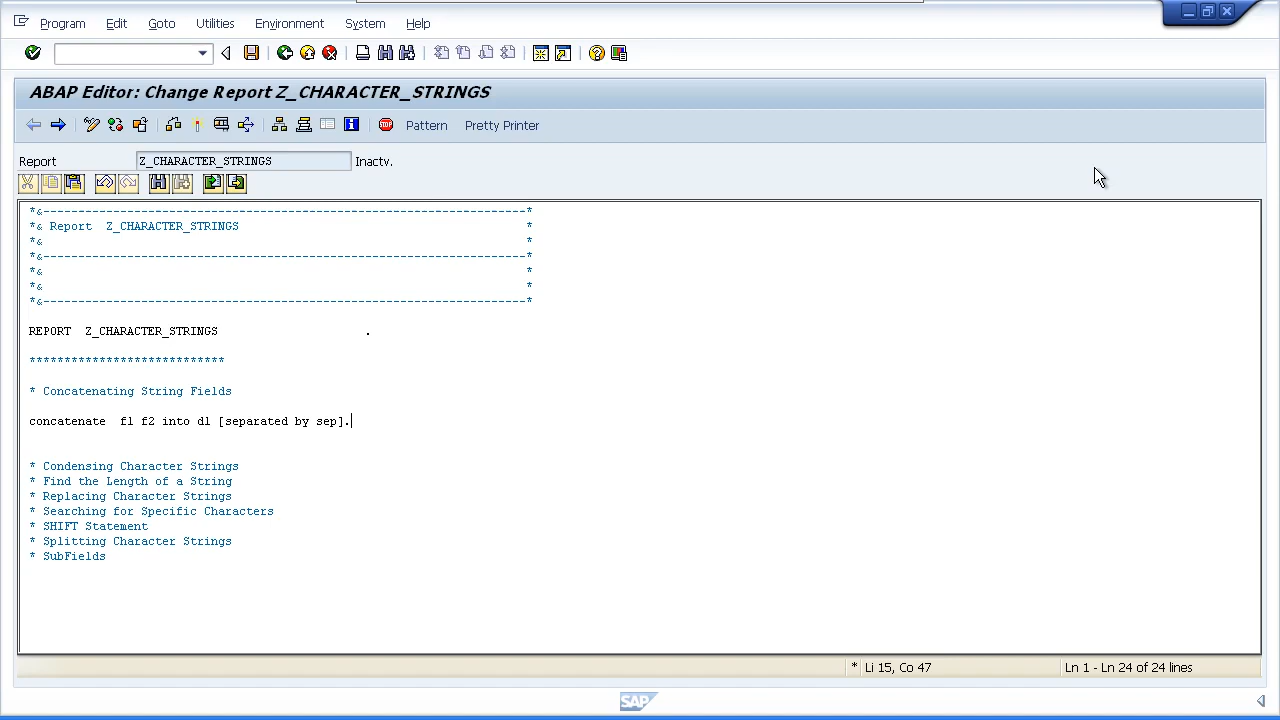 Program Edit Goto Utilities Environment System Help
ABAP Editor: Change Report Z_CHARACTER_STRINGS
STOP Pattern Pretty Printer
Report Z_CHARACTER_STRINGS Inactv.
*&---------------------------------------------------------------------*
*& Report  Z_CHARACTER_STRINGS                                         *
*&                                                                     *
*&---------------------------------------------------------------------*
*&                                                                     *
*&                                                                     *
*&---------------------------------------------------------------------*
REPORT  Z_CHARACTER_STRINGS                     .
****************************
* Concatenating String Fields
concatenate  f1 f2 into d1 [separated by sep].
* Condensing Character Strings
* Find the Length of a String
* Replacing Character Strings
* Searching for Specific Characters
* SHIFT Statement
* Splitting Character Strings
* SubFields
* Li 15, Co 47 Ln 1 - Ln 24 of 24 lines
SAP